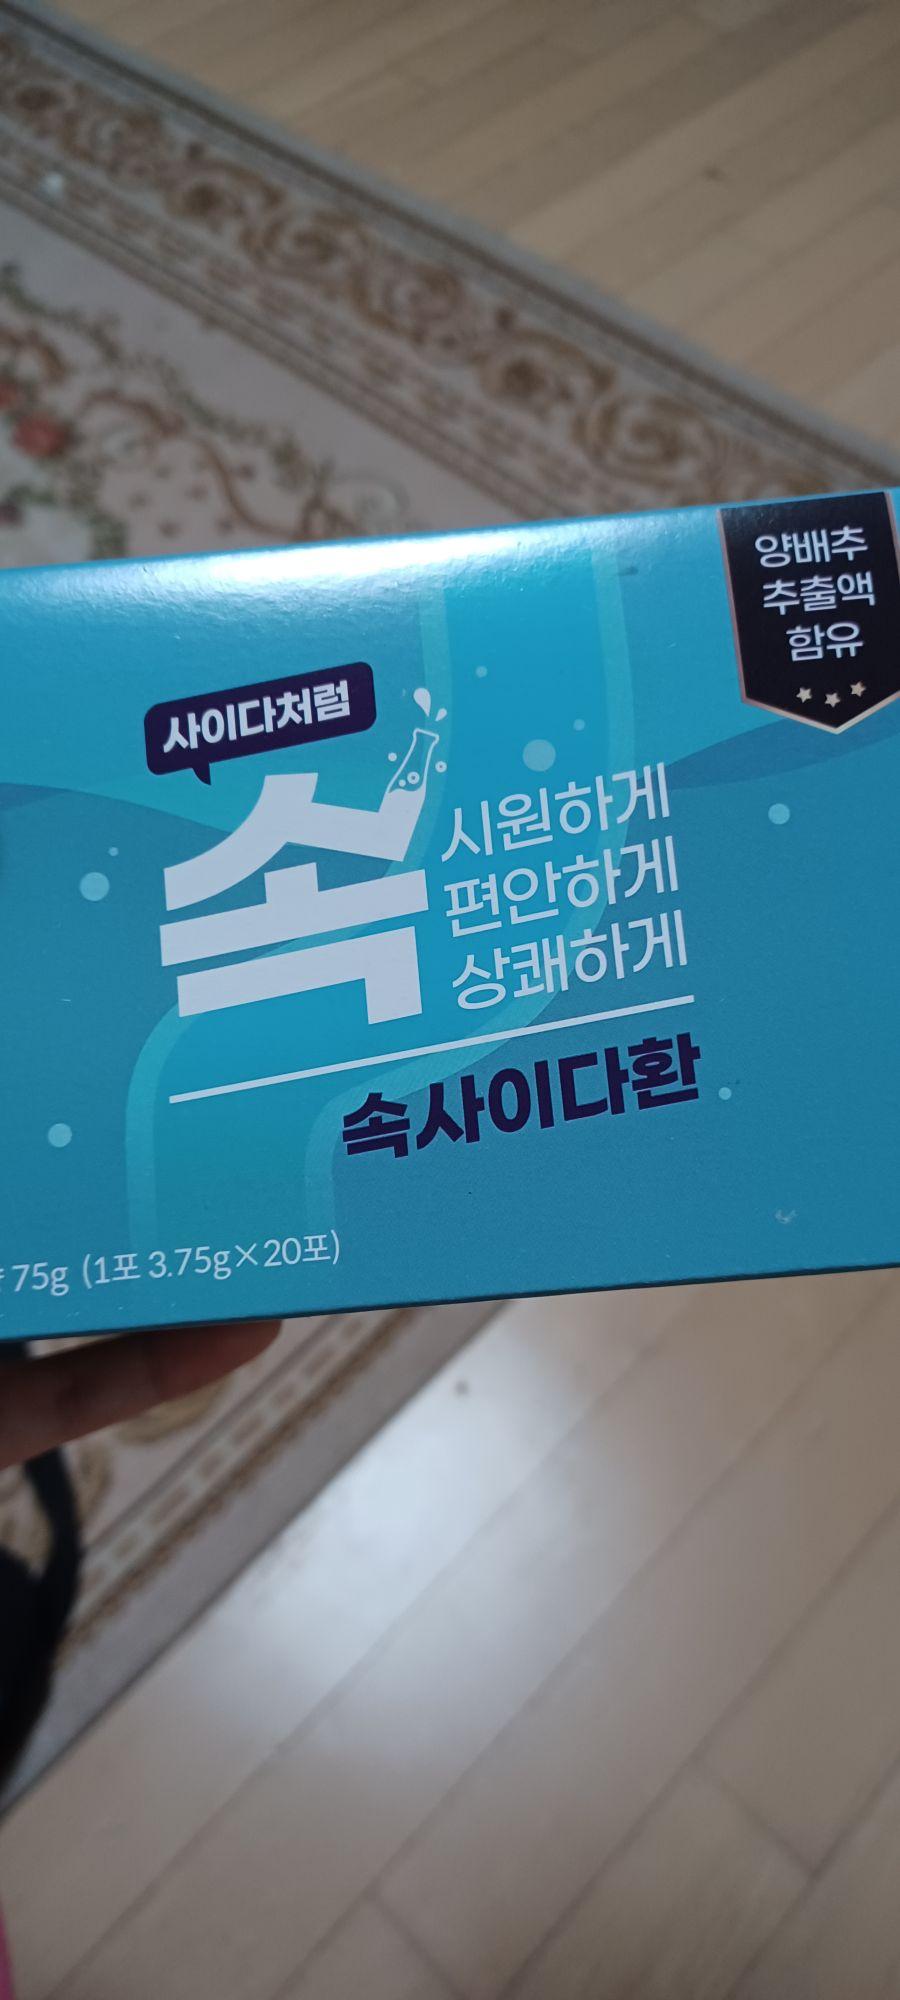 양배추
추출액
함유
사이다처럼
속
시원하게
편안하게
상쾌하게
속사이다환
75g (1포 3.75g×20포)